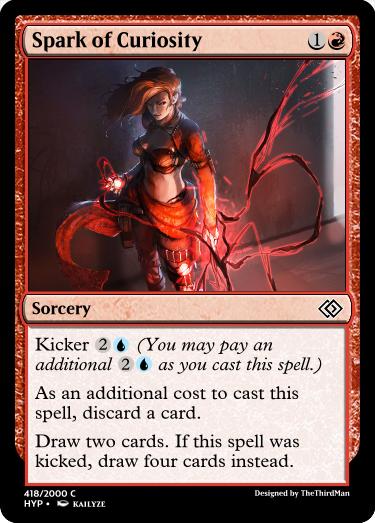 Spark of Curiosity 1
Sorcery
Kicker 2 (You may pay an
additional 2 as you cast this spell.)
As an additional cost to cast this
spell, discard a card.
Draw two cards. If this spell was
kicked, draw four cards instead.
418/2000 C
Designed by TheThirdMan
HYP • KAILYZE